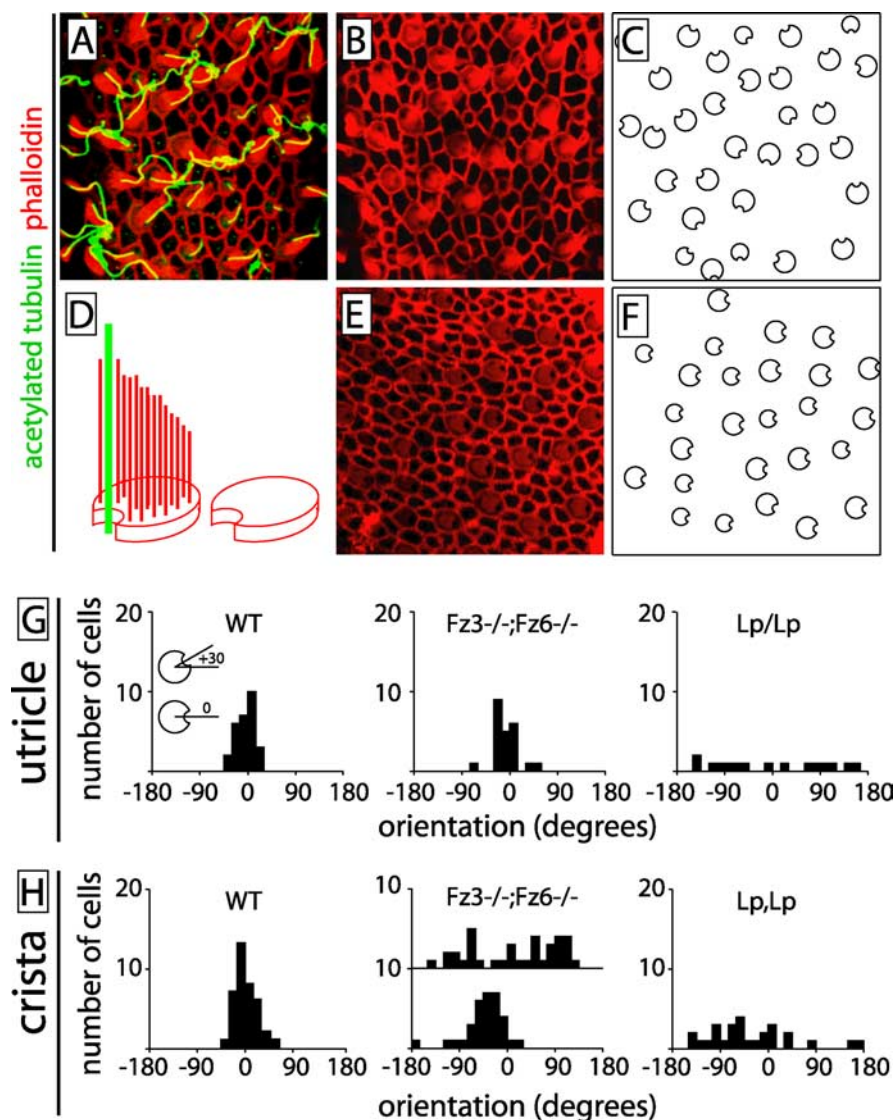 acetylated tubulin phalloidin
A
B
C
D
E
F
G
utricle
number of cells
20
10
WT
+30
0
-180 -90 0 90 180
20
10
Fz3-/-;Fz6-/-
-180 -90 0 90 180
20
10
Lp/Lp
-180 -90 0 90 180
orientation (degrees)
H
crista
number of cells
20
10
WT
-180 -90 0 90 180
10
10
Fz3-/-;Fz6-/-
-180 -90 0 90 180
20
10
Lp,Lp
-180 -90 0 90 180
orientation (degrees)